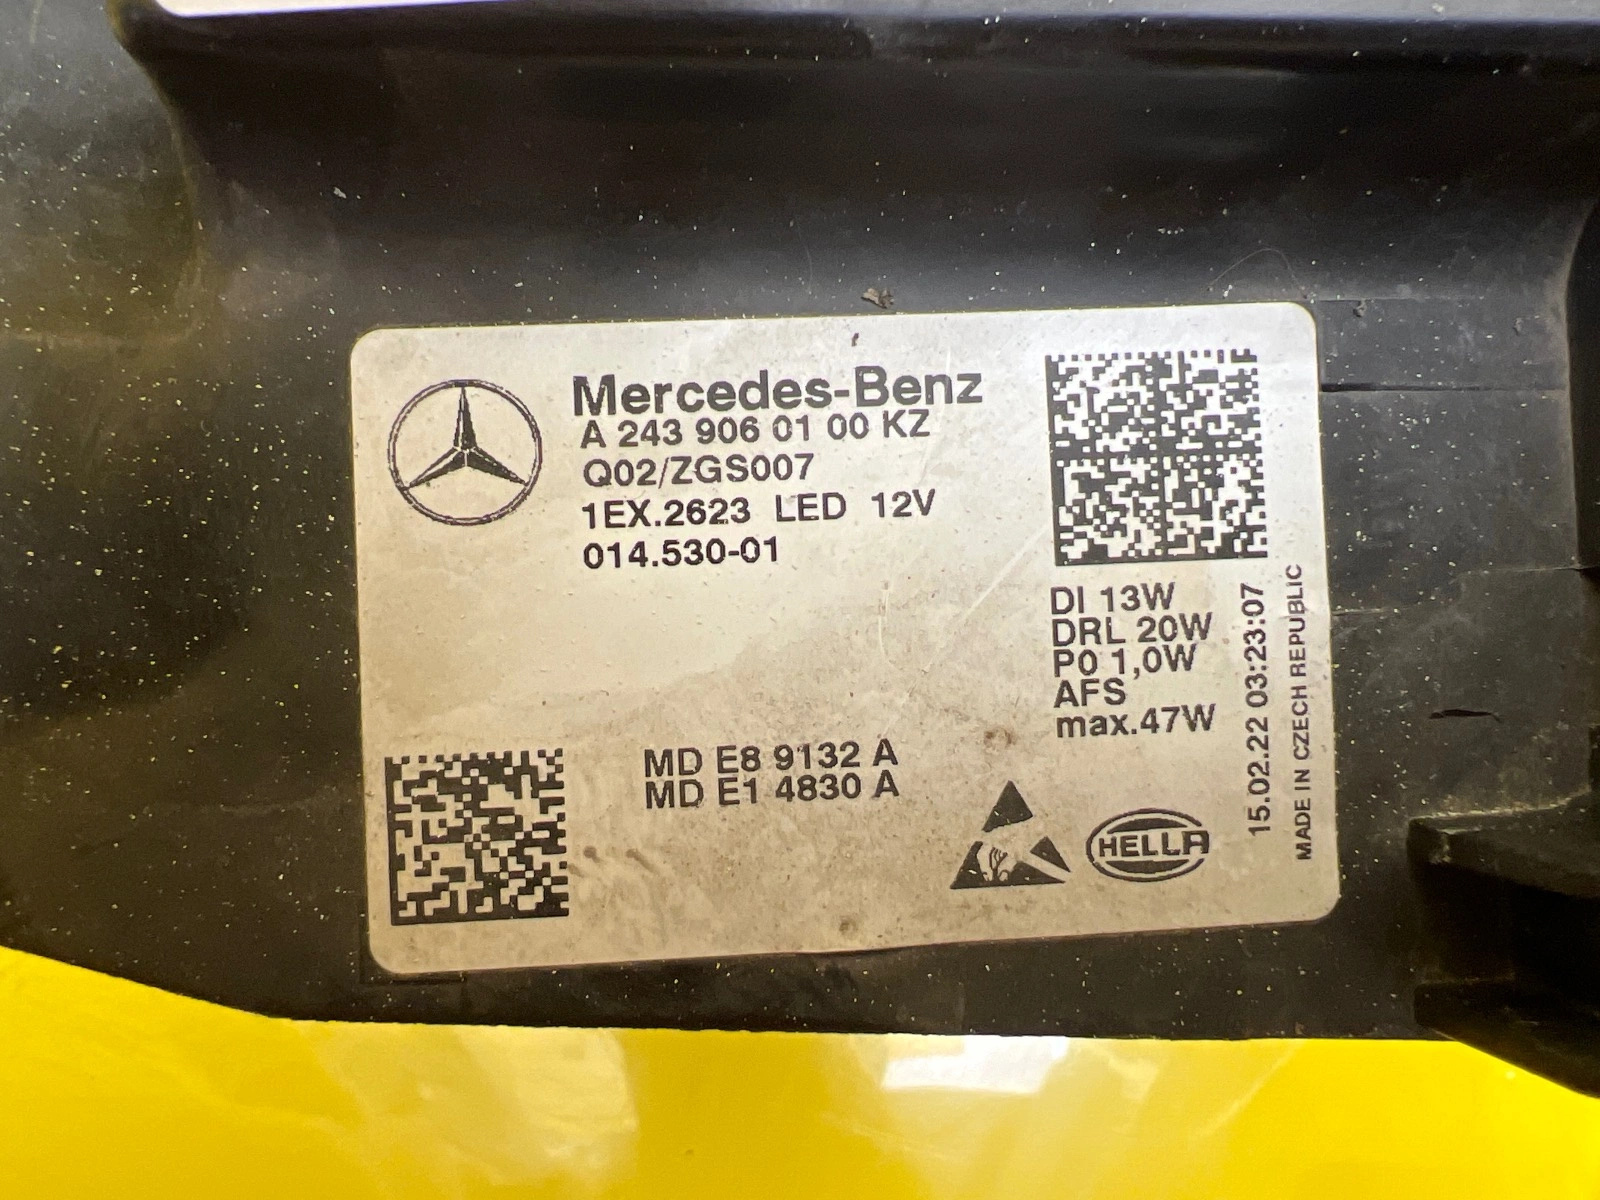 Mercedes-Benz
A 243 906 01 00 KZ
Q02/ZGS007
1EX.2623 LED 12V
014.530-01
DI 13W
DRL 20W
P0 1,0W
AFS
max.47W
15.02.22 03:23:07
MADE IN CZECH REPUBLIC
MD E8 9132 A
MD E1 4830 A
HELLA